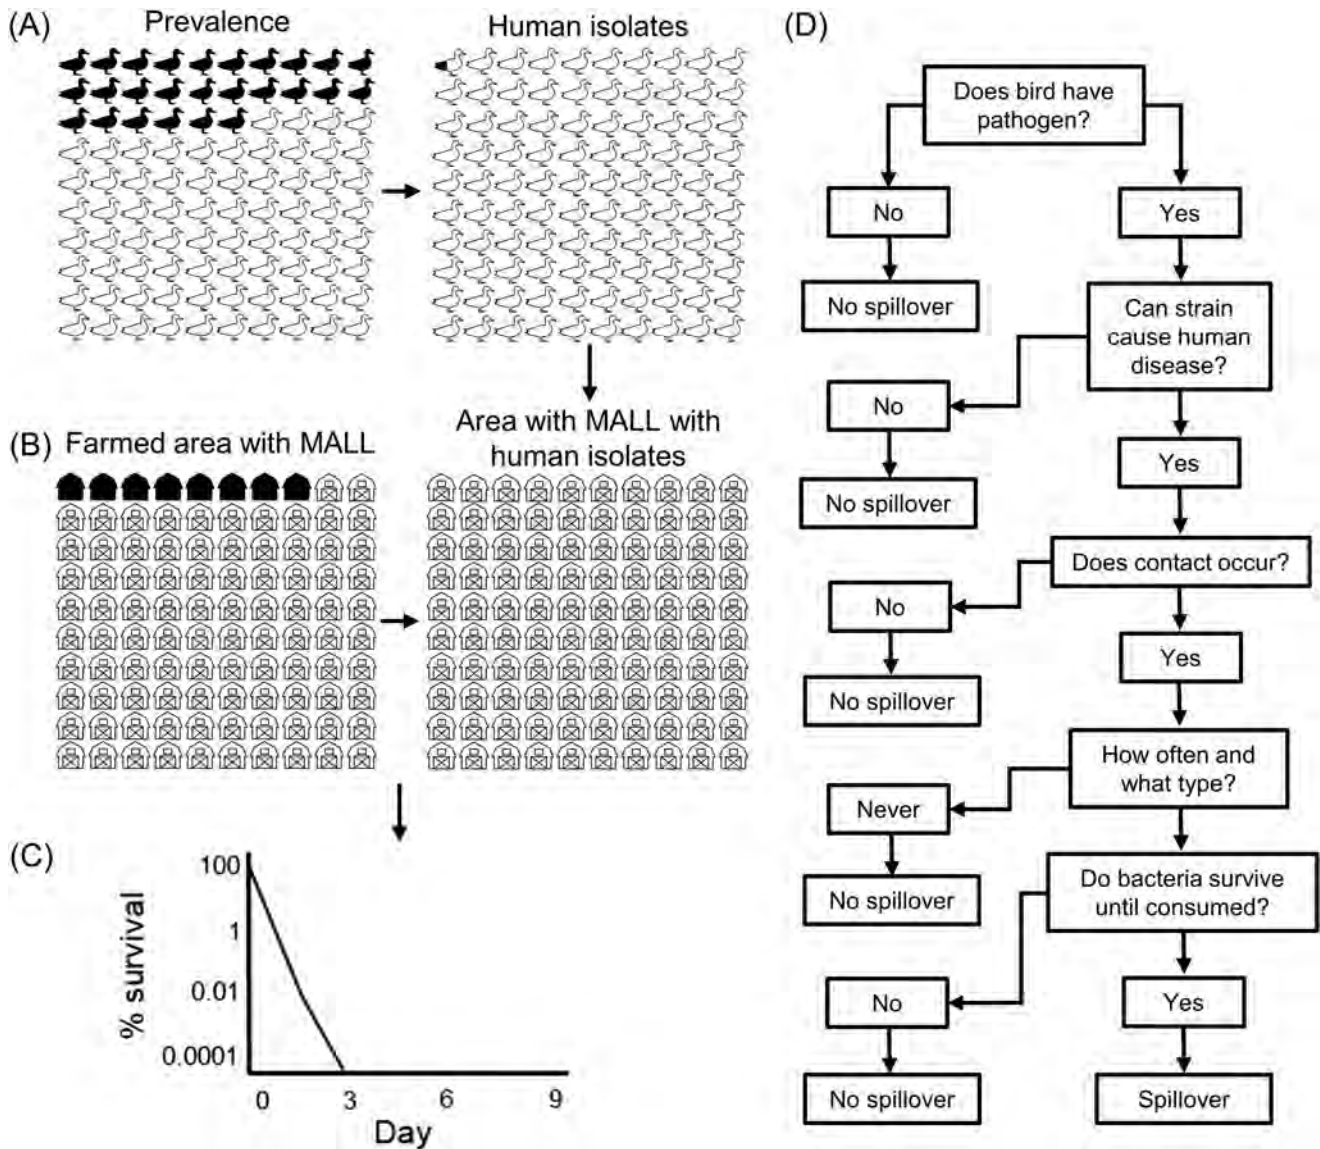 (A)
Prevalence
Human isolates
(B)
Farmed area with MALL
Area with MALL with
human isolates
(C)
% survival
100
1
0.01
0.0001
0
3
6
9
Day
(D)
Does bird have
pathogen?
No
Yes
No spillover
Can strain
cause human
disease?
No
Yes
No spillover
Does contact occur?
No
Yes
No spillover
How often and
what type?
Never
No spillover
Do bacteria survive
until consumed?
No
Yes
No spillover
Spillover